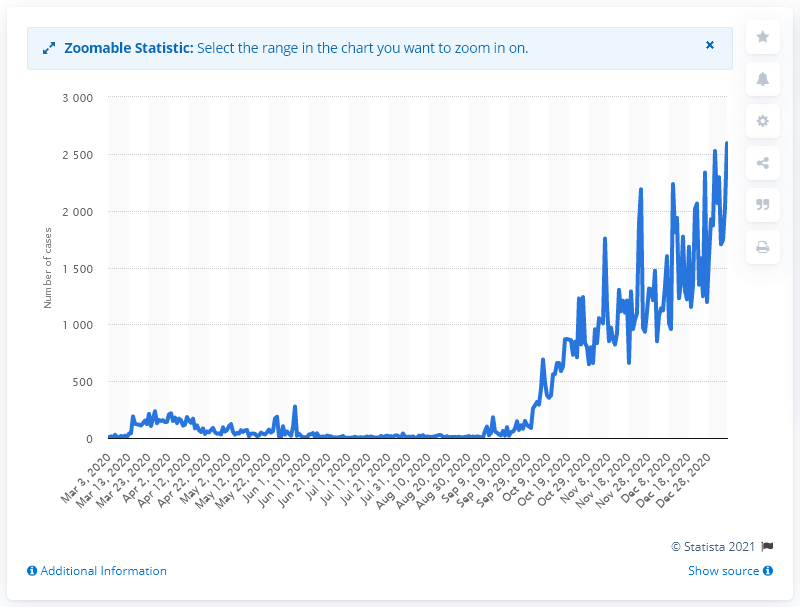 Zoomable Statistic: Select the range in the chart you want to zoom in on.
3 000
2 500
2 000
1 500
1 000
500
0
Number of cases
Mar 3, 2020
Mar 13, 2020
Mar 23, 2020
Apr 2, 2020
Apr 12, 2020
Apr 22, 2020
May 2, 2020
May 12, 2020
May 22, 2020
Jun 1, 2020
Jun 11, 2020
Jun 21, 2020
Jul 1, 2020
Jul 11, 2020
Jul 21, 2020
Jul 31, 2020
Aug 10, 2020
Aug 20, 2020
Aug 30, 2020
Sep 9, 2020
Sep 19, 2020
Sep 29, 2020
Oct 9, 2020
Oct 19, 2020
Oct 29, 2020
Nov 8, 2020
Nov 18, 2020
Nov 28, 2020
Dec 8, 2020
Dec 18, 2020
Dec 28, 2020
© Statista 2021
Additional Information
Show source